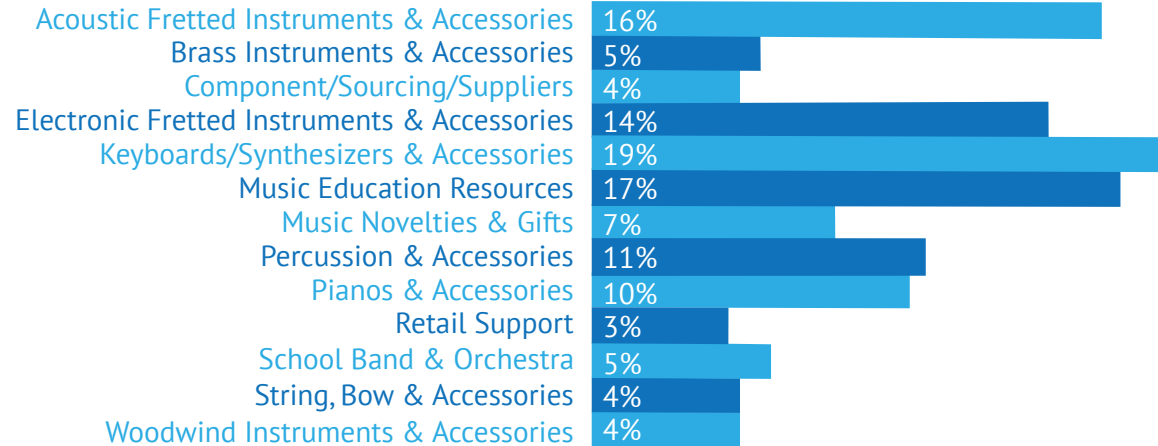 Acoustic Fretted Instruments & Accessories 16%
Brass Instruments & Accessories 5%
Component/Sourcing/Suppliers 4%
Electronic Fretted Instruments & Accessories 14%
Keyboards/Synthesizers & Accessories 19%
Music Education Resources 17%
Music Novelties & Gifts 7%
Percussion & Accessories 11%
Pianos & Accessories 10%
Retail Support 3%
School Band & Orchestra 5%
String, Bow & Accessories 4%
Woodwind Instruments & Accessories 4%